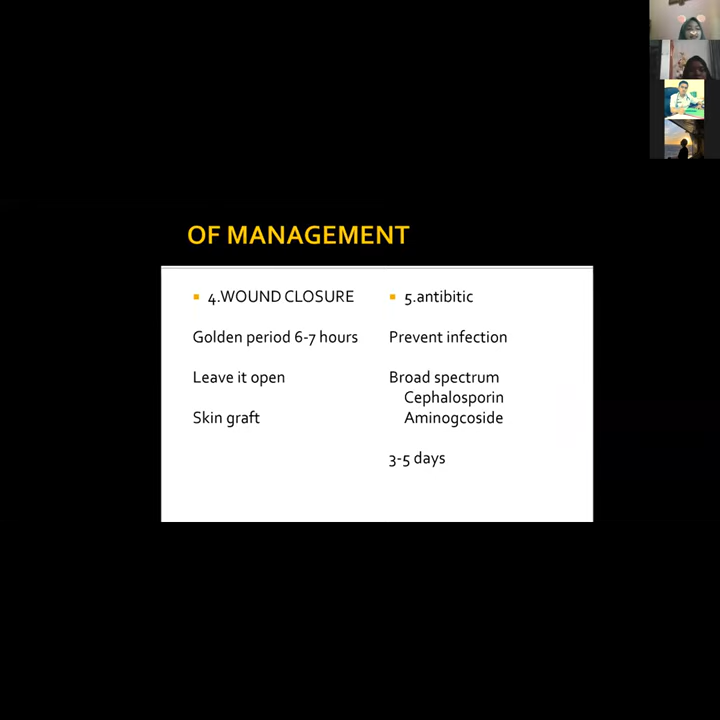 OF MANAGEMENT
4.WOUND CLOSURE
Golden period 6-7 hours
Leave it open
Skin graft
5.antibitic
Prevent infection
Broad spectrum
Cephalosporin
Aminogcoside
3-5 days